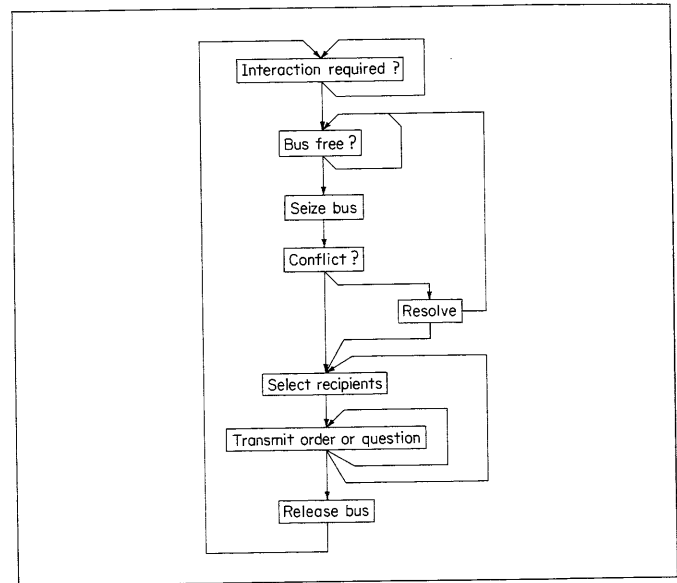 Interaction required ?
Bus free ?
Seize bus
Conflict ?
Resolve
Select recipients
Transmit order or question
Release bus